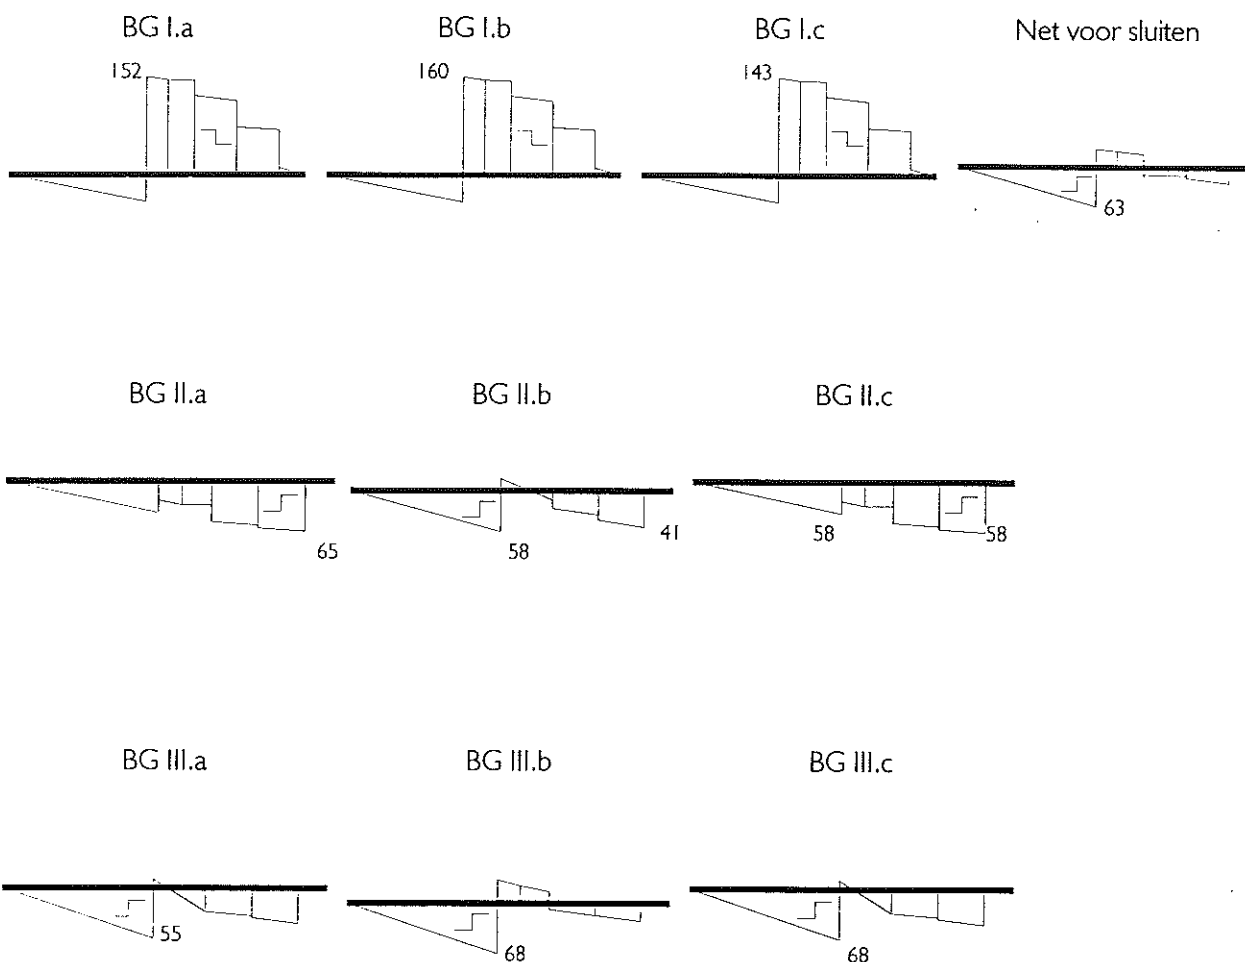 BG I.a BG I.b BG I.c Net voor sluiten
152 160 143
63
BG II.a BG II.b BG II.c
65 58 41 58 58
BG III.a BG III.b BG III.c
55 68 68